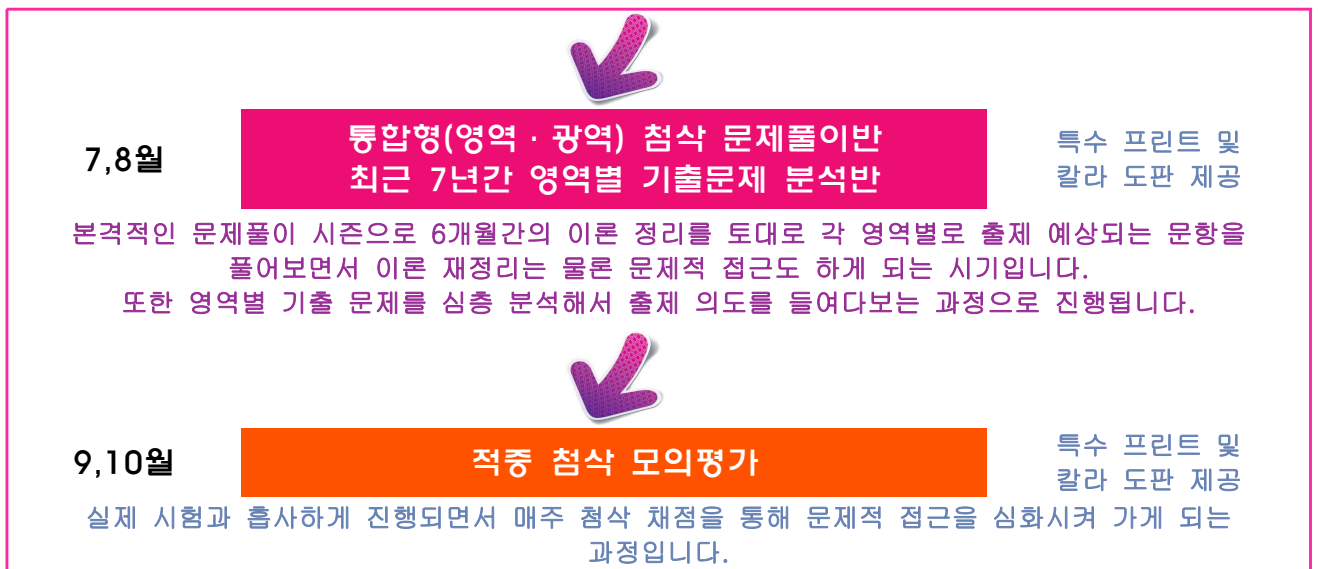 7,8월
통합형(영역 · 광역) 첨삭 문제풀이반
최근 7년간 영역별 기출문제 분석반
특수 프린트 및
칼라 도판 제공
본격적인 문제풀이 시즌으로 6개월간의 이론 정리를 토대로 각 영역별로 출제 예상되는 문항을
풀어보면서 이론 재정리는 물론 문제적 접근도 하게 되는 시기입니다.
또한 영역별 기출 문제를 심층 분석해서 출제 의도를 들여다보는 과정으로 진행됩니다.
9,10월
적중 첨삭 모의평가
특수 프린트 및
칼라 도판 제공
실제 시험과 흡사하게 진행되면서 매주 첨삭 채점을 통해 문제적 접근을 심화시켜 가게 되는
과정입니다.